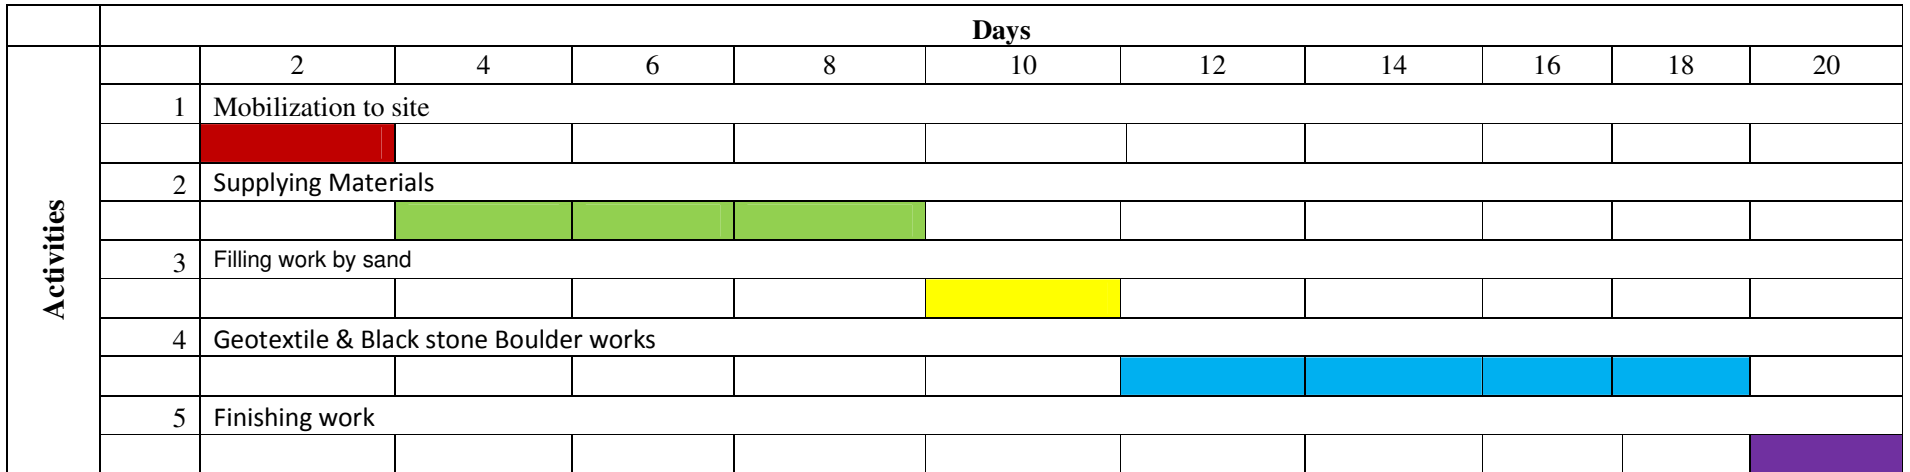 Days
2 4 6 8 10 12 14 16 18 20
Activities
1 Mobilization to site
2 Supplying Materials
3 Filling work by sand
4 Geotextile & Black stone Boulder works
5 Finishing work